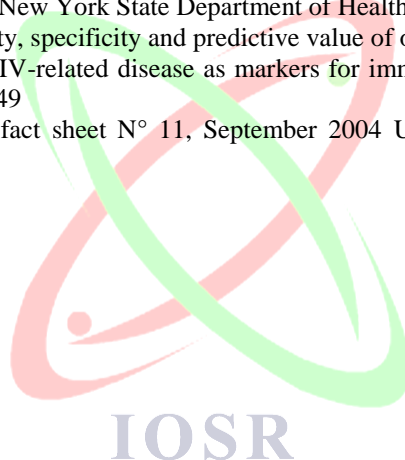 New York State Department of Health
ty, specificity and predictive value of o
IV-related disease as markers for imm
49
fact sheet N° 11, September 2004 U
IOSR